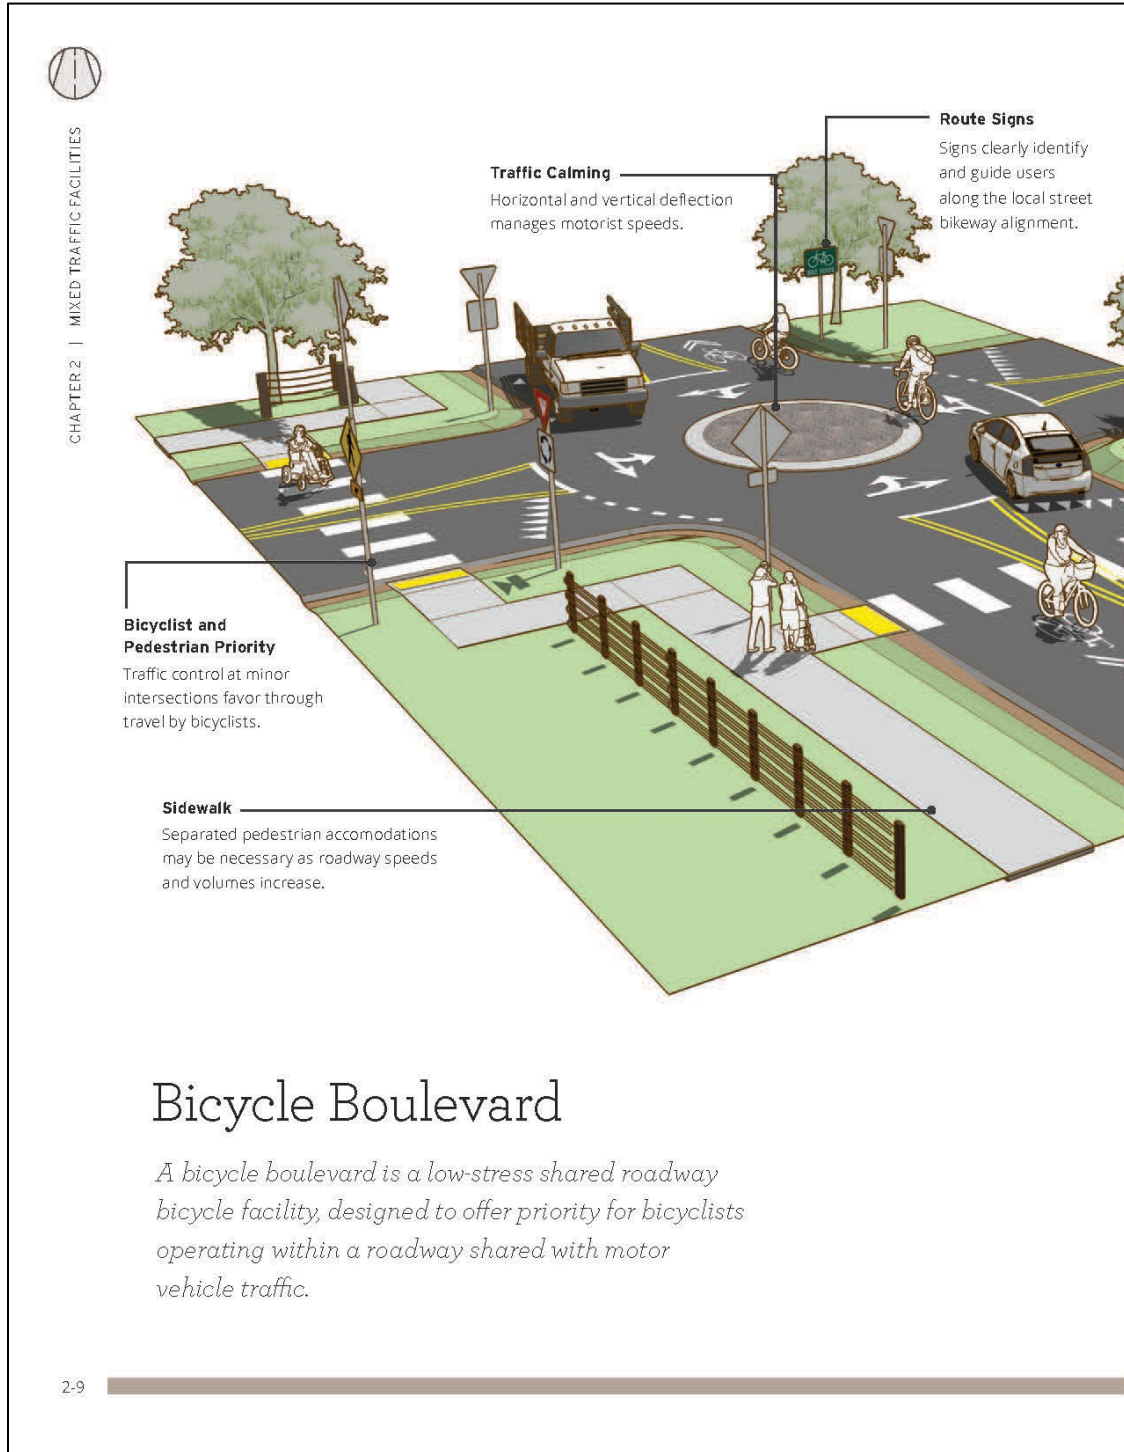 CHAPTER 2 | MIXED TRAFFIC FACILITIES
Route Signs
Signs clearly identify
and guide users
along the local street
bikeway alignment.
Traffic Calming
Horizontal and vertical deflection
manages motorist speeds.
BIKE ROUTE
Bicyclist and
Pedestrian Priority
Traffic control at minor
intersections favor through
travel by bicyclists.
Sidewalk
Separated pedestrian accomodations
may be necessary as roadway speeds
and volumes increase.
Bicycle Boulevard
A bicycle boulevard is a low-stress shared roadway
bicycle facility, designed to offer priority for bicyclists
operating within a roadway shared with motor
vehicle traffic.
2-9